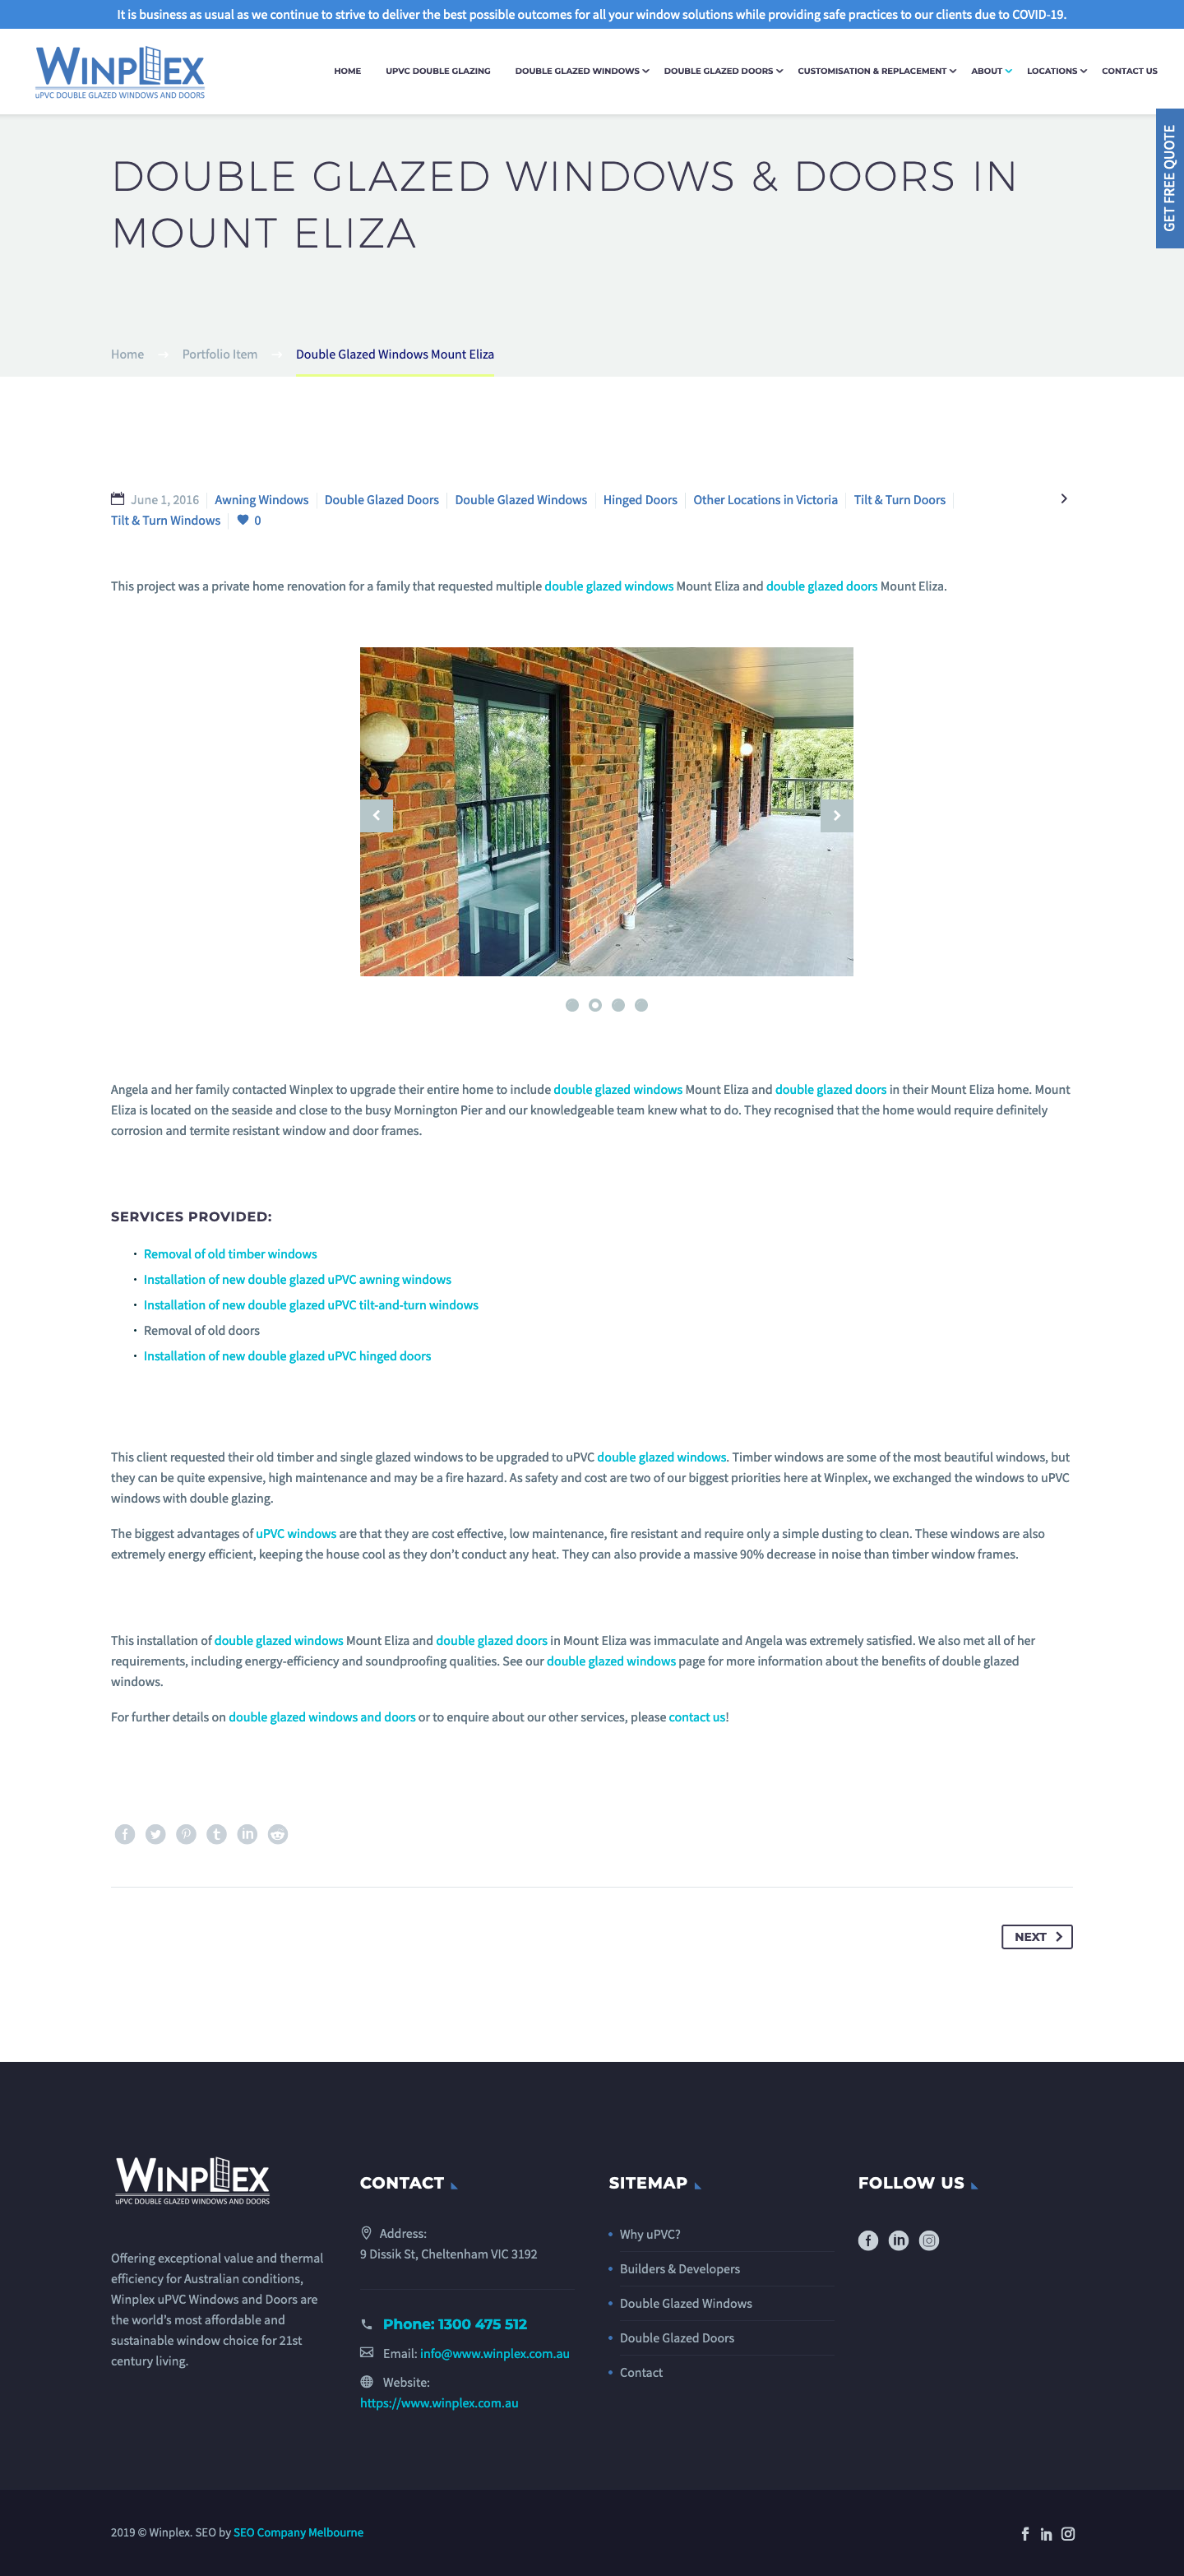 It is business as usual as we continue to strive to deliver the best possible outcomes for all your window solutions while providing safe practices to our clients due to COVID-19.
WINPLEX
uPVC DOUBLE GLAZED WINDOWS AND DOORS
HOME UPVC DOUBLE GLAZING DOUBLE GLAZED WINDOWS DOUBLE GLAZED DOORS CUSTOMISATION & REPLACEMENT ABOUT LOCATIONS CONTACT US
GET FREE QUOTE
DOUBLE GLAZED WINDOWS & DOORS IN
MOUNT ELIZA
Home Portfolio Item Double Glazed Windows Mount Eliza
June 1, 2016 Awning Windows Double Glazed Doors Double Glazed Windows Hinged Doors Other Locations in Victoria Tilt & Turn Doors
Tilt & Turn Windows 0
This project was a private home renovation for a family that requested multiple double glazed windows Mount Eliza and double glazed doors Mount Eliza.
Angela and her family contacted Winplex to upgrade their entire home to include double glazed windows Mount Eliza and double glazed doors in their Mount Eliza home. Mount
Eliza is located on the seaside and close to the busy Mornington Pier and our knowledgeable team knew what to do. They recognised that the home would require definitely
corrosion and termite resistant window and door frames.
SERVICES PROVIDED:
• Removal of old timber windows
• Installation of new double glazed uPVC awning windows
• Installation of new double glazed uPVC tilt-and-turn windows
• Removal of old doors
• Installation of new double glazed uPVC hinged doors
This client requested their old timber and single glazed windows to be upgraded to uPVC double glazed windows. Timber windows are some of the most beautiful windows, but
they can be quite expensive, high maintenance and may be a fire hazard. As safety and cost are two of our biggest priorities here at Winplex, we exchanged the windows to uPVC
windows with double glazing.
The biggest advantages of uPVC windows are that they are cost effective, low maintenance, fire resistant and require only a simple dusting to clean. These windows are also
extremely energy efficient, keeping the house cool as they don’t conduct any heat. They can also provide a massive 90% decrease in noise than timber window frames.
This installation of double glazed windows Mount Eliza and double glazed doors in Mount Eliza was immaculate and Angela was extremely satisfied. We also met all of her
requirements, including energy-efficiency and soundproofing qualities. See our double glazed windows page for more information about the benefits of double glazed
windows.
For further details on double glazed windows and doors or to enquire about our other services, please contact us!
NEXT
WINPLEX
uPVC DOUBLE GLAZED WINDOWS AND DOORS
Offering exceptional value and thermal
efficiency for Australian conditions,
Winplex uPVC Windows and Doors are
the world’s most affordable and
sustainable window choice for 21st
century living.
CONTACT
Address:
9 Dissik St, Cheltenham VIC 3192
Phone: 1300 475 512
Email: info@www.winplex.com.au
Website:
https://www.winplex.com.au
SITEMAP
Why uPVC?
Builders & Developers
Double Glazed Windows
Double Glazed Doors
Contact
FOLLOW US
2019 © Winplex. SEO by SEO Company Melbourne